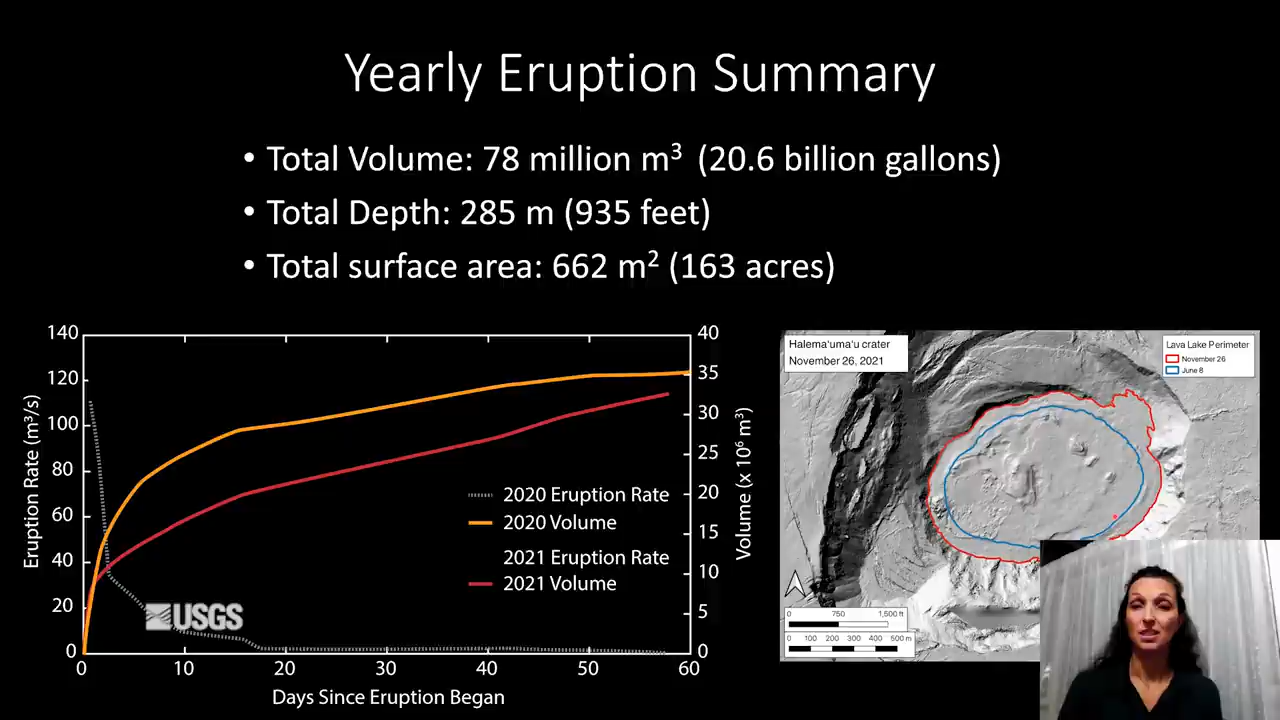 Yearly Eruption Summary
• Total Volume: 78 million m³ (20.6 billion gallons)
• Total Depth: 285 m (935 feet)
• Total surface area: 662 m² (163 acres)
140
120
100
80
60
40
20
0
Eruption Rate (m³/s)
40
35
30
25
20
15
10
5
0
Volume (x 10⁶ m³)
2020 Eruption Rate
2020 Volume
2021 Eruption Rate
2021 Volume
USGS
0 10 20 30 40 50 60
Days Since Eruption Began
Halemaʻumaʻu crater
November 26, 2021
Lava Lake Perimeter
November 26
June 8
0 750 1,500 ft
0 100 200 300 400 500 m